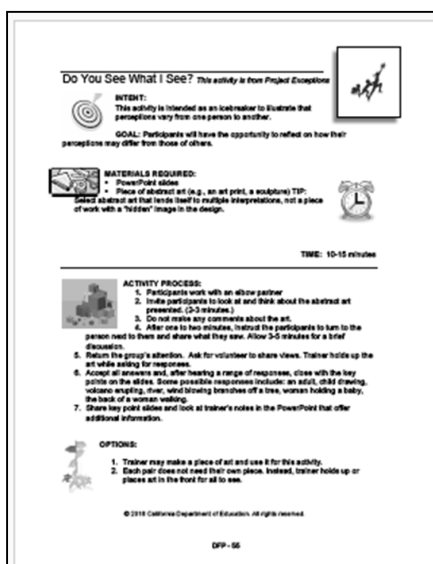 Do You See What I See? This activity is from Project Exceptions
INTENT:
This activity is intended as an icebreaker to illustrate that
perceptions vary from one person to another.
GOAL: Participants will have the opportunity to reflect on how their
perceptions may differ from those of others.
MATERIALS REQUIRED:
• PowerPoint slides
• Piece of abstract art (e.g., an art print, a sculpture) TIP:
Select abstract art that lends itself to multiple interpretations, not a piece
of work with a "hidden" image in the design.
TIME: 10-15 minutes
ACTIVITY PROCESS:
1. Participants work with an elbow partner
2. Invite participants to look at and think about the abstract art
presented. (2-3 minutes.)
3. Do not make any comments about the art.
4. After one to two minutes, instruct the participants to turn to the
person next to them and share what they saw. Allow 3-5 minutes for a brief
discussion.
5. Return the group's attention. Ask for volunteer to share views. Trainer holds up the
art while asking for responses.
6. Accept all answers and, after hearing a range of responses, close with the key
points on the slides. Some possible responses include: an adult, child drawing,
volcano erupting, river, wind blowing branches off a tree, woman holding a baby,
the back of a woman walking.
7. Share key point slides and look at trainer's notes in the PowerPoint that offer
additional information.
OPTIONS:
1. Trainer may make a piece of art and use it for this activity.
2. Each pair does not need their own piece. Instead, trainer holds up or
places art in the front for all to see.
© 2018 California Department of Education. All rights reserved.
DFP - 55